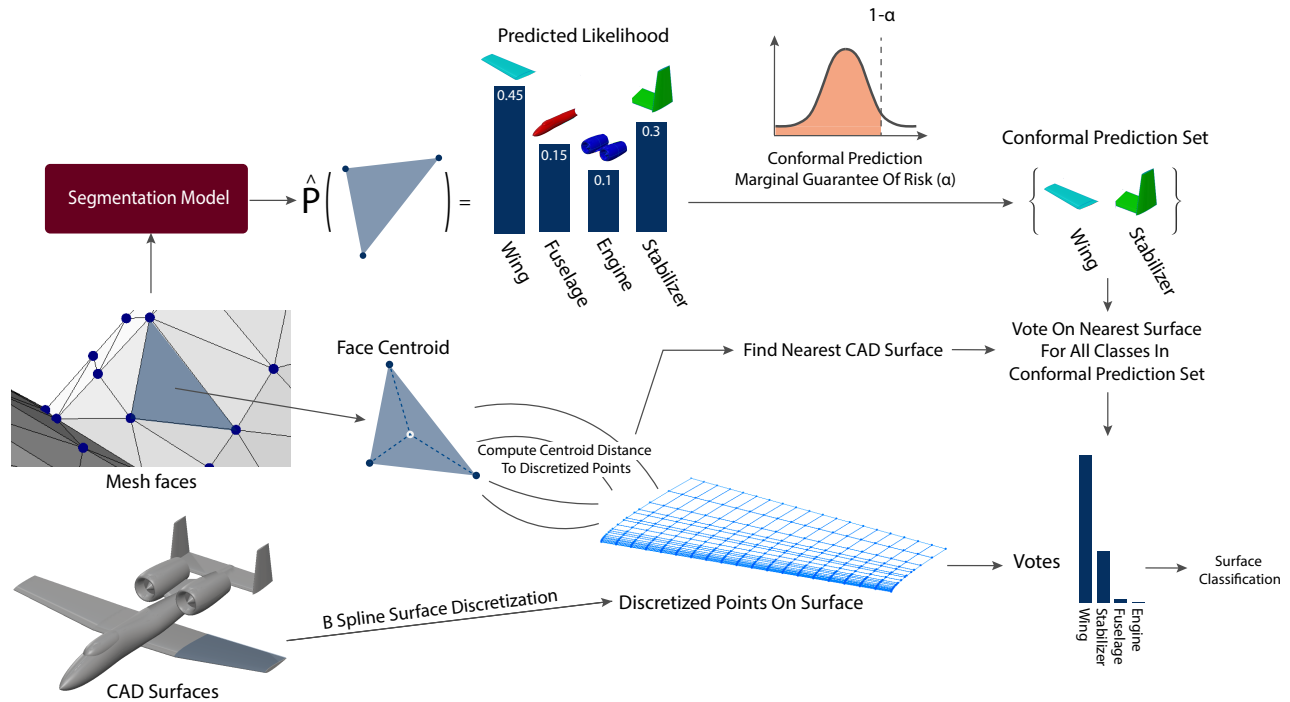 1-α
Predicted Likelihood
0.45
0.15
0.1
0.3
Wing
Fuselage
Engine
Stabilizer
Conformal Prediction
Marginal Guarantee Of Risk (α)
Conformal Prediction Set
{ }
Wing
Stabilizer
Segmentation Model
P̂( ) =
Mesh faces
Face Centroid
Compute Centroid Distance
To Discretized Points
Find Nearest CAD Surface
Vote On Nearest Surface
For All Classes In
Conformal Prediction Set
CAD Surfaces
B Spline Surface Discretization
Discretized Points On Surface
Votes
Wing
Stabilizer
Fuselage
Engine
Surface
Classification